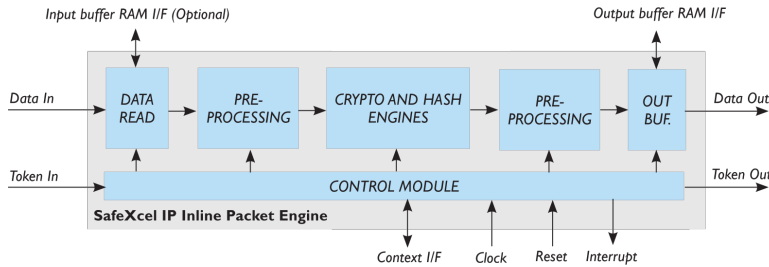 Input buffer RAM I/F (Optional)
Output buffer RAM I/F
Data In
DATA
READ
PRE-
PROCESSING
CRYPTO AND HASH
ENGINES
PRE-
PROCESSING
OUT
BUF.
Data Out
Token In
CONTROL MODULE
Token Out
SafeXcel IP Inline Packet Engine
Context I/F
Clock
Reset
Interrupt